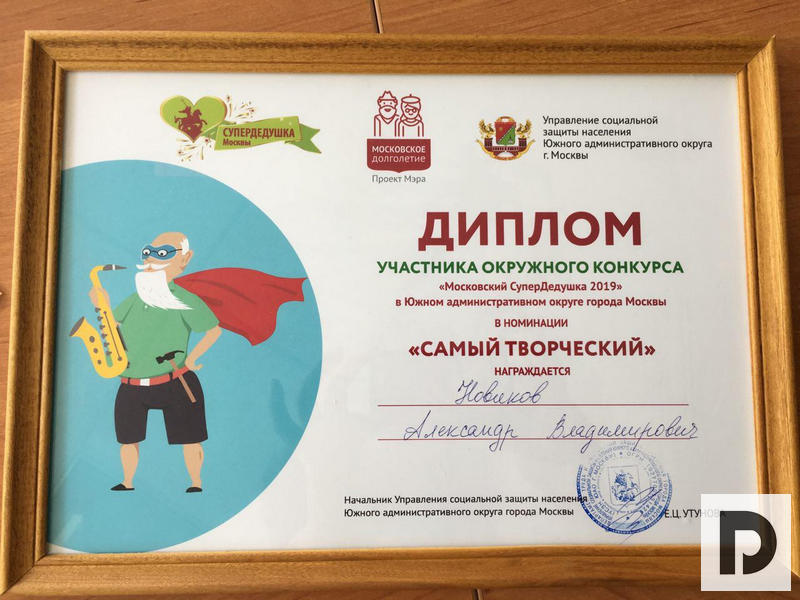 СУПЕРДЕДУШКА
Москвы
МОСКОВСКОЕ
ДОЛГОЛЕТИЕ
Проект Мэра
Управление социальной
защиты населения
Южного административного округа
г. Москвы
ДИПЛОМ
УЧАСТНИКА ОКРУЖНОГО КОНКУРСА
«Московский СуперДедушка 2019»
в Южном административном округе города Москвы
В НОМИНАЦИИ
«САМЫЙ ТВОРЧЕСКИЙ»
НАГРАЖДАЕТСЯ
Новиков
Александр Владимирович
Начальник Управления социальной защиты населения
Южного административного округа города Москвы
Е.Ц. УТУНОВА